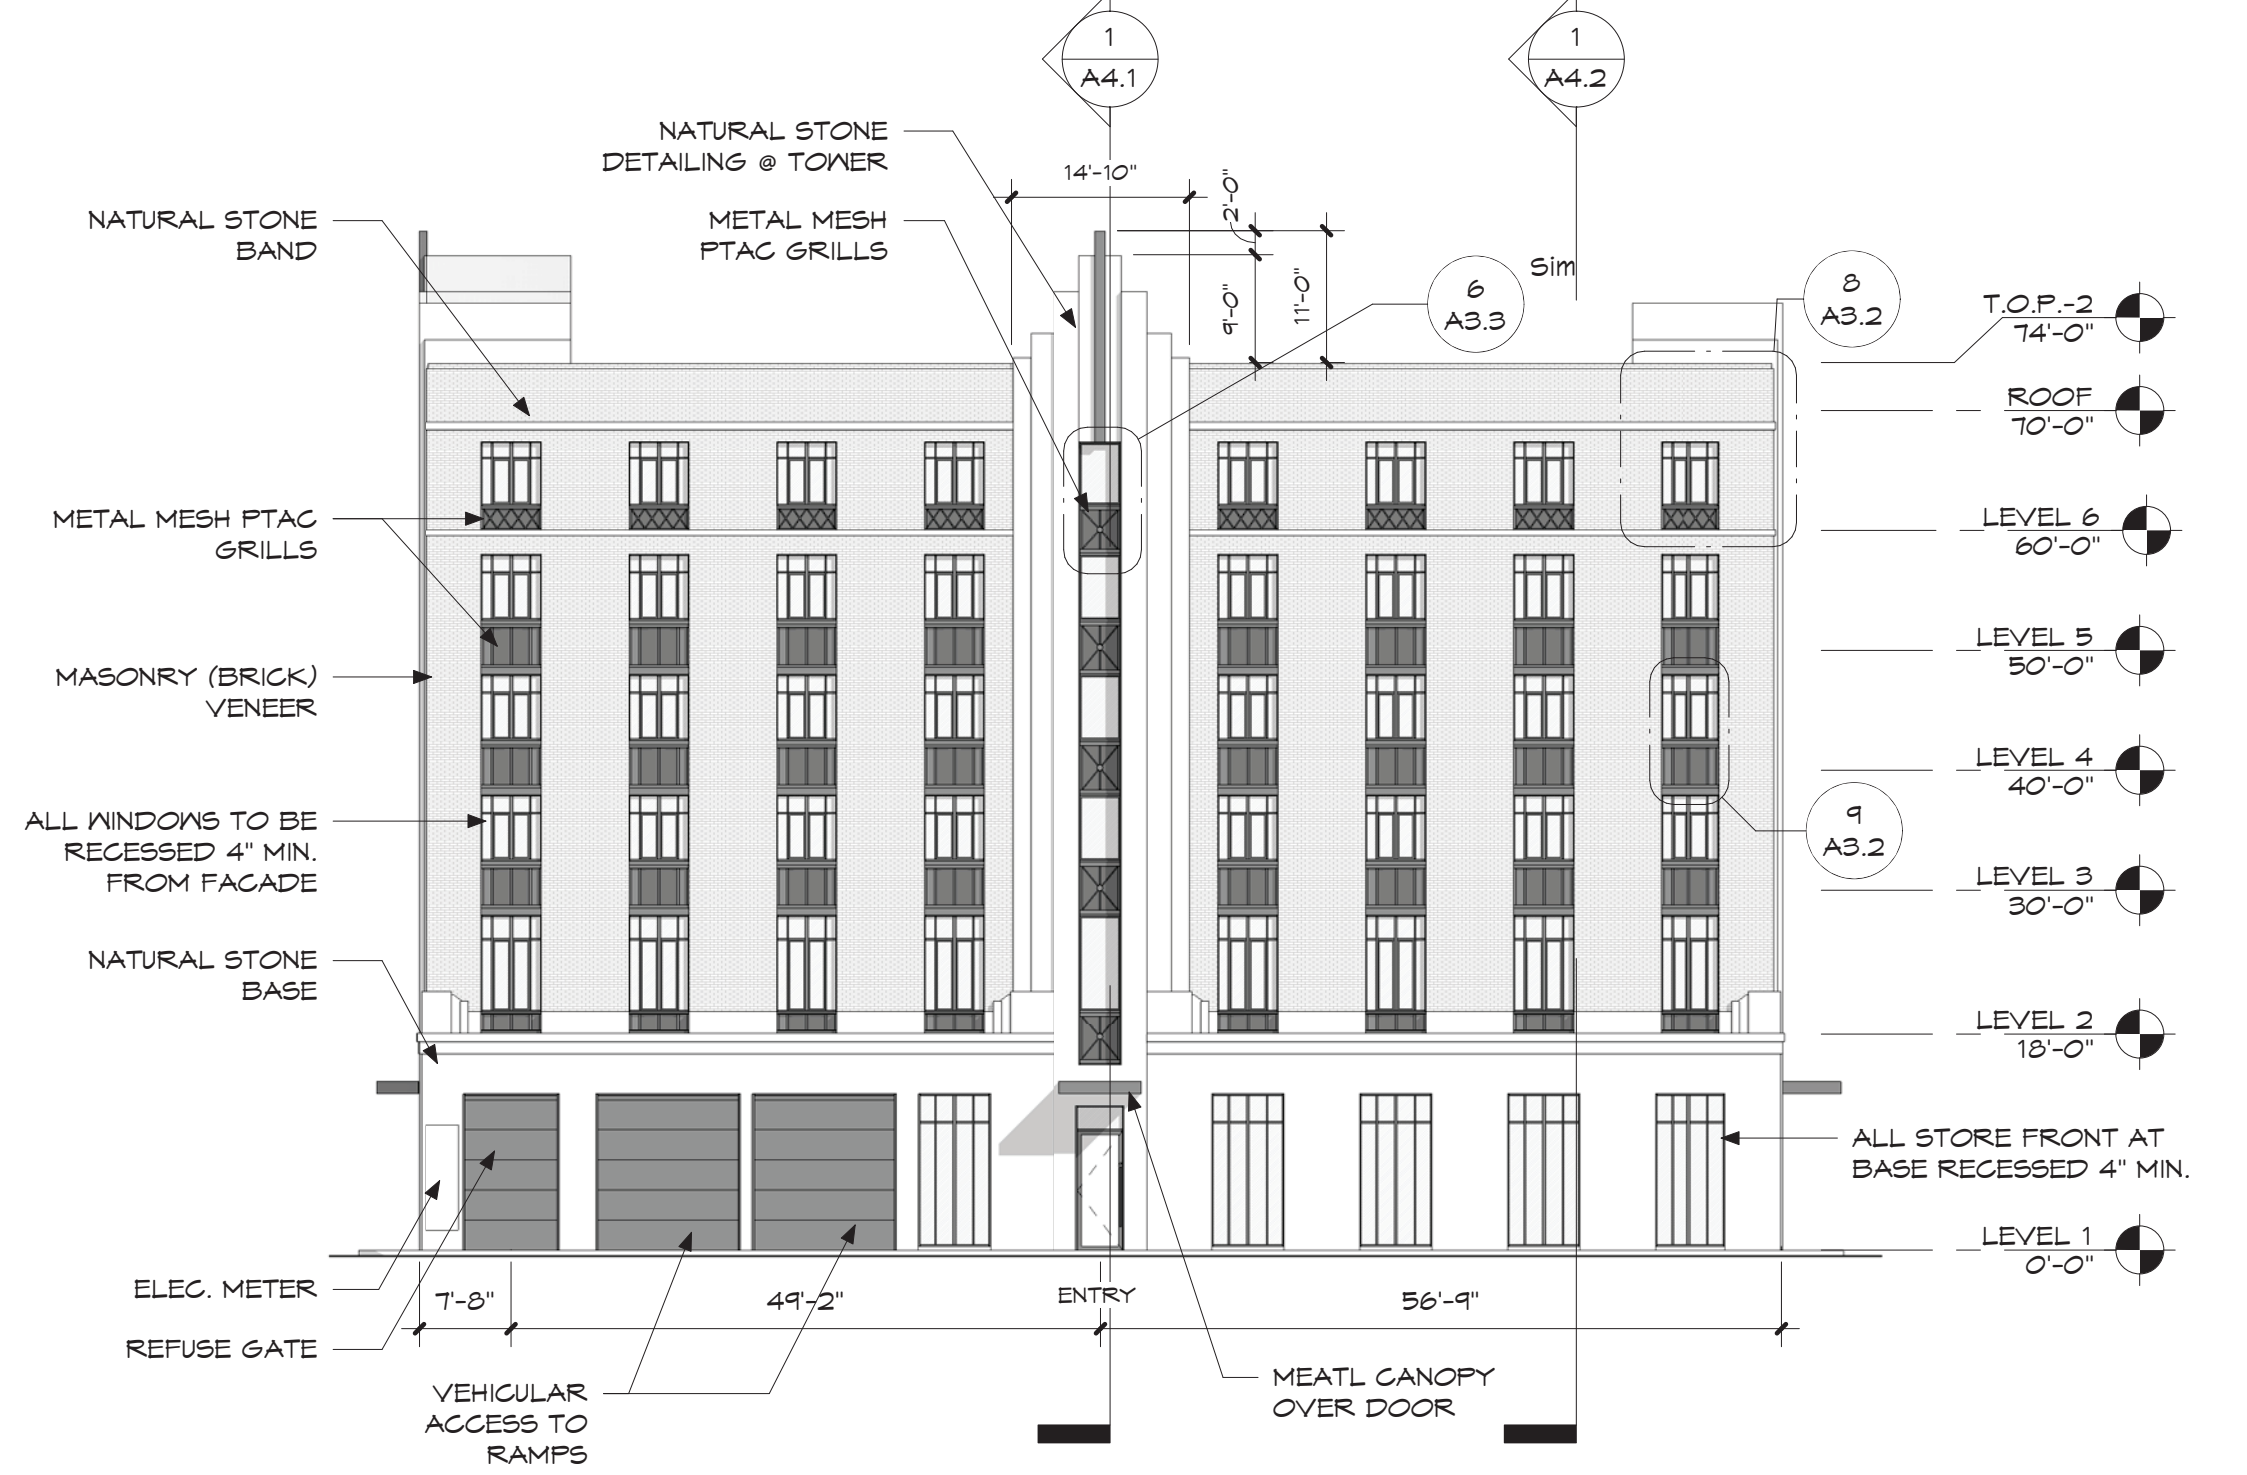 1
A4.1
1
A4.2
NATURAL STONE
DETAILING @ TOWER
14'-10"
2'-0"
NATURAL STONE
BAND
METAL MESH
PTAC GRILLS
9'-0"
11'-0"
Sim
6
A3.3
8
A3.2
T.O.P.-2
74'-0"
ROOF
70'-0"
METAL MESH PTAC
GRILLS
LEVEL 6
60'-0"
MASONRY (BRICK)
VENEER
LEVEL 5
50'-0"
LEVEL 4
40'-0"
ALL WINDOWS TO BE
RECESSED 4" MIN.
FROM FACADE
9
A3.2
LEVEL 3
30'-0"
NATURAL STONE
BASE
LEVEL 2
18'-0"
ALL STORE FRONT AT
BASE RECESSED 4" MIN.
LEVEL 1
0'-0"
ELEC. METER
7'-8"
49'-2"
ENTRY
56'-9"
REFUSE GATE
VEHICULAR
ACCESS TO
RAMPS
MEATL CANOPY
OVER DOOR